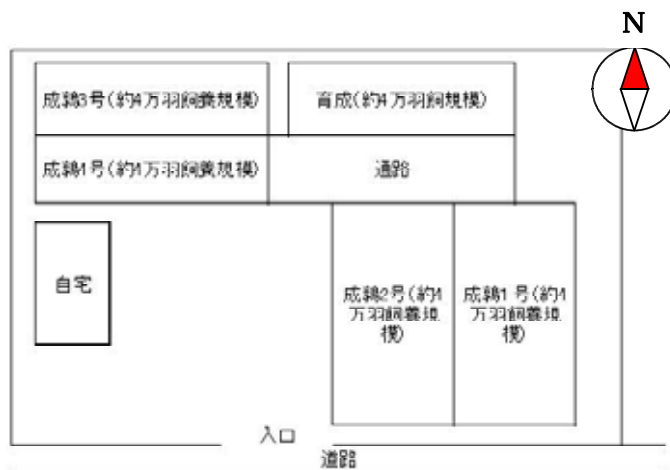 N
成鶏3号(約4万羽飼養規模)
育成(約4万羽飼規模)
成鶏4号(約4万羽飼養規模)
通路
自宅
成鶏2号(約4
万羽飼養規
模)
成鶏1号(約4
万羽飼養規
模)
入口
道路